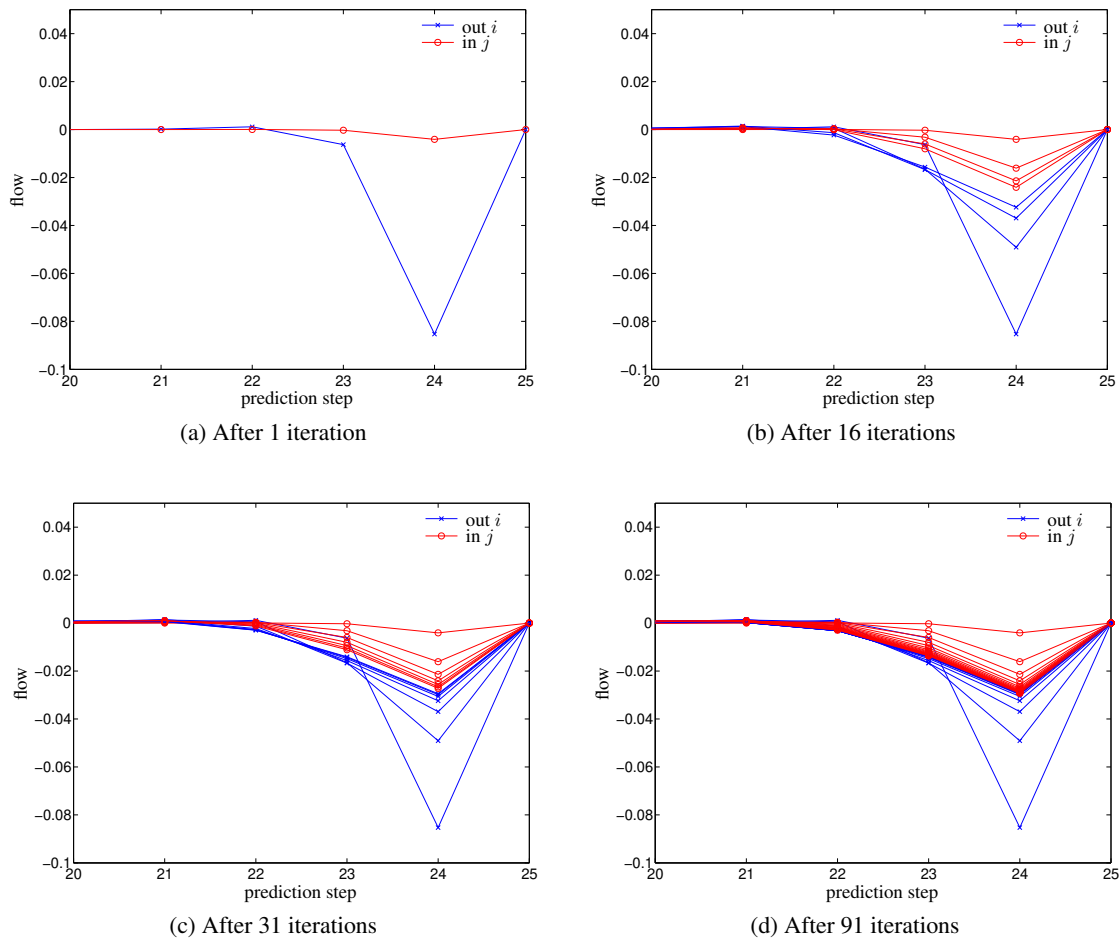 0.04
0.02
0
−0.02
−0.04
−0.06
−0.08
−0.1
flow
20 21 22 23 24 25
prediction step
out i
in j
(a) After 1 iteration
0.04
0.02
0
−0.02
−0.04
−0.06
−0.08
−0.1
flow
20 21 22 23 24 25
prediction step
out i
in j
(b) After 16 iterations
0.04
0.02
0
−0.02
−0.04
−0.06
−0.08
−0.1
flow
20 21 22 23 24 25
prediction step
out i
in j
(c) After 31 iterations
0.04
0.02
0
−0.02
−0.04
−0.06
−0.08
−0.1
flow
20 21 22 23 24 25
prediction step
out i
in j
(d) After 91 iterations